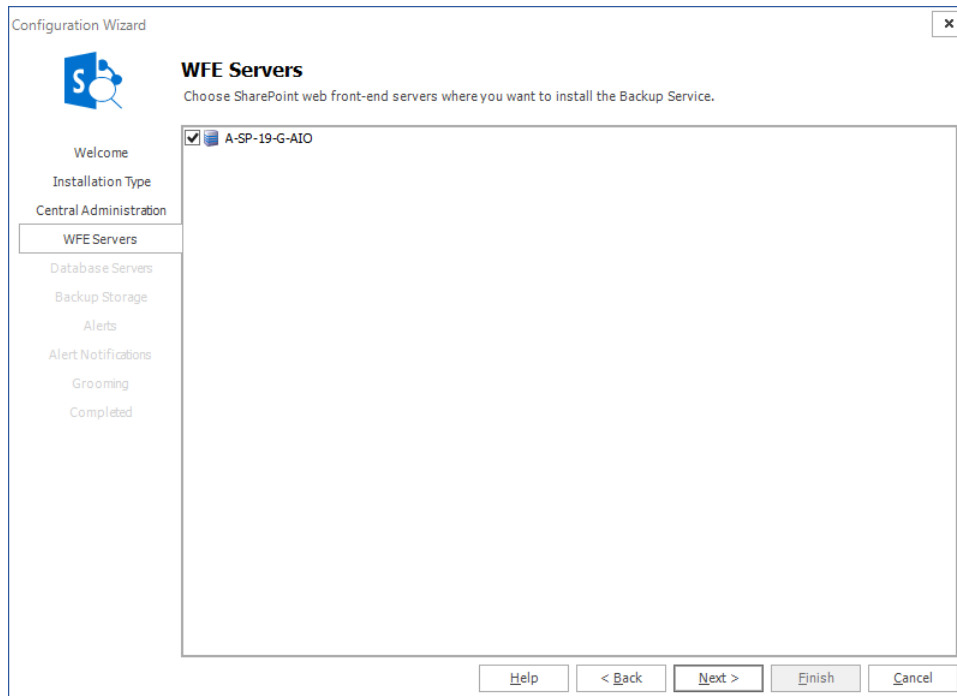 Configuration Wizard
WFE Servers
Choose SharePoint web front-end servers where you want to install the Backup Service.
A-SP-19-G-AIO
Welcome
Installation Type
Central Administration
WFE Servers
Database Servers
Backup Storage
Alerts
Alert Notifications
Grooming
Completed
Help
< Back
Next >
Finish
Cancel